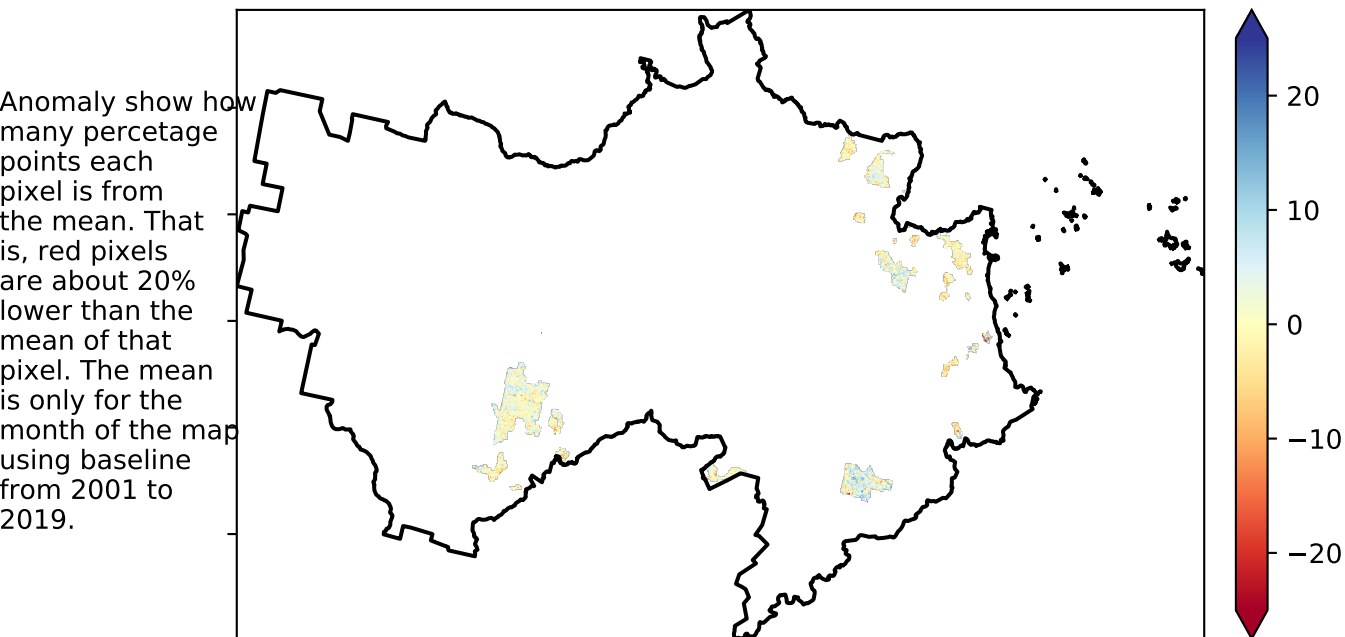 Anomaly show how
many percetage
points each
pixel is from
the mean. That
is, red pixels
are about 20%
lower than the
mean of that
pixel. The mean
is only for the
month of the map
using baseline
from 2001 to
2019.
20
10
0
−10
−20